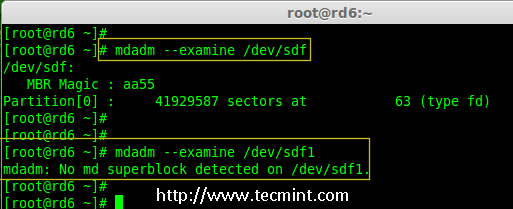 root@rd6:~
[root@rd6 ~]#
[root@rd6 ~]# mdadm --examine /dev/sdf
/dev/sdf:
   MBR Magic : aa55
Partition[0] :     41929587 sectors at           63 (type fd)
[root@rd6 ~]#
[root@rd6 ~]#
[root@rd6 ~]# mdadm --examine /dev/sdf1
mdadm: No md superblock detected on /dev/sdf1.
[root@rd6 ~]#
[root@rd6 ~]#
http://www.tecmint.com